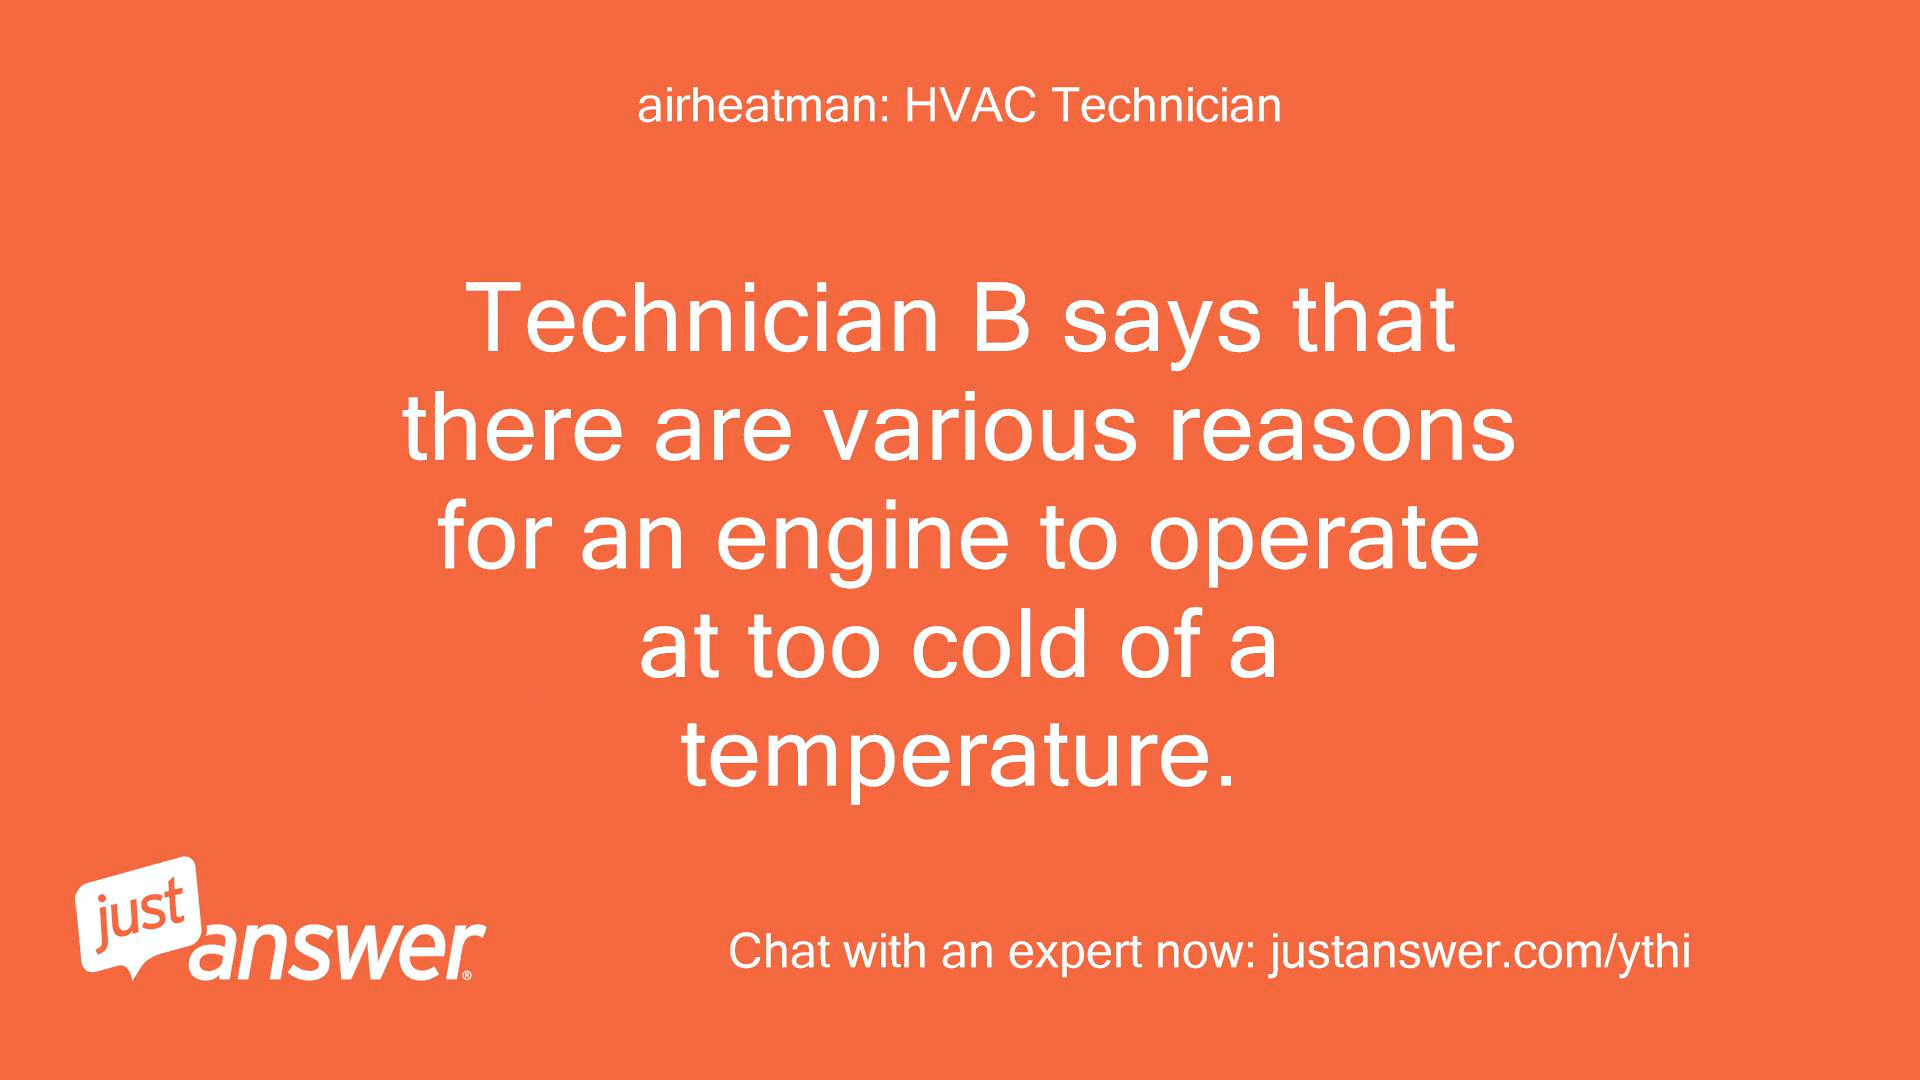 airheatman: HVAC Technician
Technician B says that
there are various reasons
for an engine to operate
at too cold of a
temperature.
just
answer®
Chat with an expert now: justanswer.com/ythi